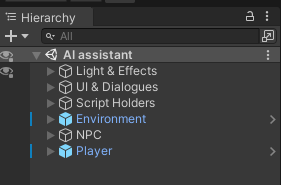 Hierarchy
All
AI assistant
Light & Effects
UI & Dialogues
Script Holders
Environment
NPC
Player